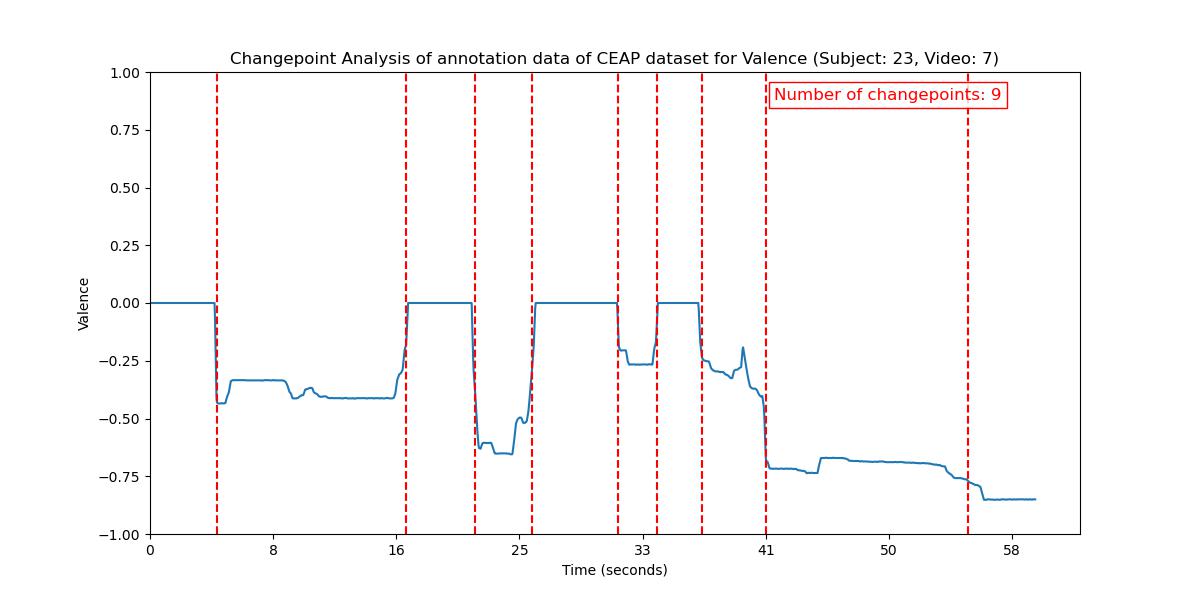 Changepoint Analysis of annotation data of CEAP dataset for Valence (Subject: 23, Video: 7)
Number of changepoints: 9
1.00
0.75
0.50
0.25
0.00
−0.25
−0.50
−0.75
−1.00
Valence
0 8 16 25 33 41 50 58
Time (seconds)